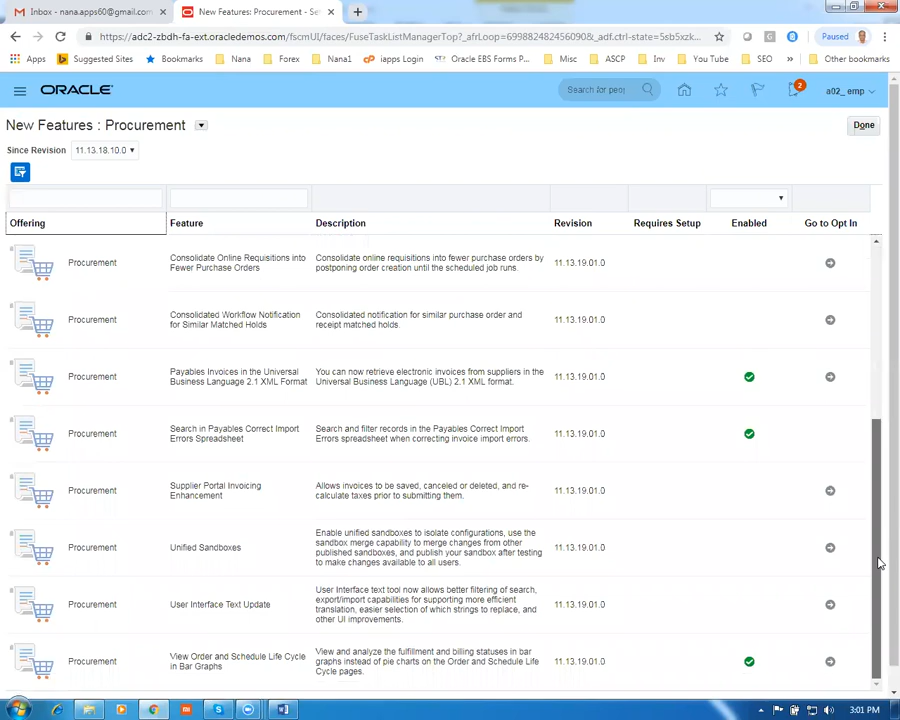 Inbox - nana.apps60@gmail.com
New Features: Procurement - Se
https://adc2-zbdh-fa-ext.oracledemos.com/fscmUI/faces/FuseTaskListManagerTop?_afrLoop=6998824824556090&_adf.ctrl-state=5sb5xzk...
Paused
Apps
Suggested Sites
Bookmarks
Nana
Forex
Nana1
iapps Login
Oracle EBS Forms P...
Misc
ASCP
Inv
You Tube
SEO
»
Other bookmarks
ORACLE
Search for peop
2
a02_ emp
New Features : Procurement
Done
Since Revision 11.13.18.10.0
Offering Feature Description Revision Requires Setup Enabled Go to Opt In
Procurement
Consolidate Online Requisitions into
Fewer Purchase Orders
Consolidate online requisitions into fewer purchase orders by
postponing order creation until the scheduled job runs.
11.13.19.01.0
Procurement
Consolidated Workflow Notification
for Similar Matched Holds
Consolidated notification for similar purchase order and
receipt matched holds.
11.13.19.01.0
Procurement
Payables Invoices in the Universal
Business Language 2.1 XML Format
You can now retrieve electronic invoices from suppliers in the
Universal Business Language (UBL) 2.1 XML format.
11.13.19.01.0
Procurement
Search in Payables Correct Import
Errors Spreadsheet
Search and filter records in the Payables Correct Import
Errors spreadsheet when correcting invoice import errors.
11.13.19.01.0
Procurement
Supplier Portal Invoicing
Enhancement
Allows invoices to be saved, canceled or deleted, and re-
calculate taxes prior to submitting them.
11.13.19.01.0
Procurement
Unified Sandboxes
Enable unified sandboxes to isolate configurations, use the
sandbox merge capability to merge changes from other
published sandboxes, and publish your sandbox after testing
to make changes available to all users.
11.13.19.01.0
Procurement
User Interface Text Update
User Interface text tool now allows better filtering of search,
export/import capabilities for supporting more efficient
translation, easier selection of which strings to replace, and
other UI improvements.
11.13.19.01.0
Procurement
View Order and Schedule Life Cycle
in Bar Graphs
View and analyze the fulfillment and billing statuses in bar
graphs instead of pie charts on the Order and Schedule Life
Cycle pages.
11.13.19.01.0
3:01 PM